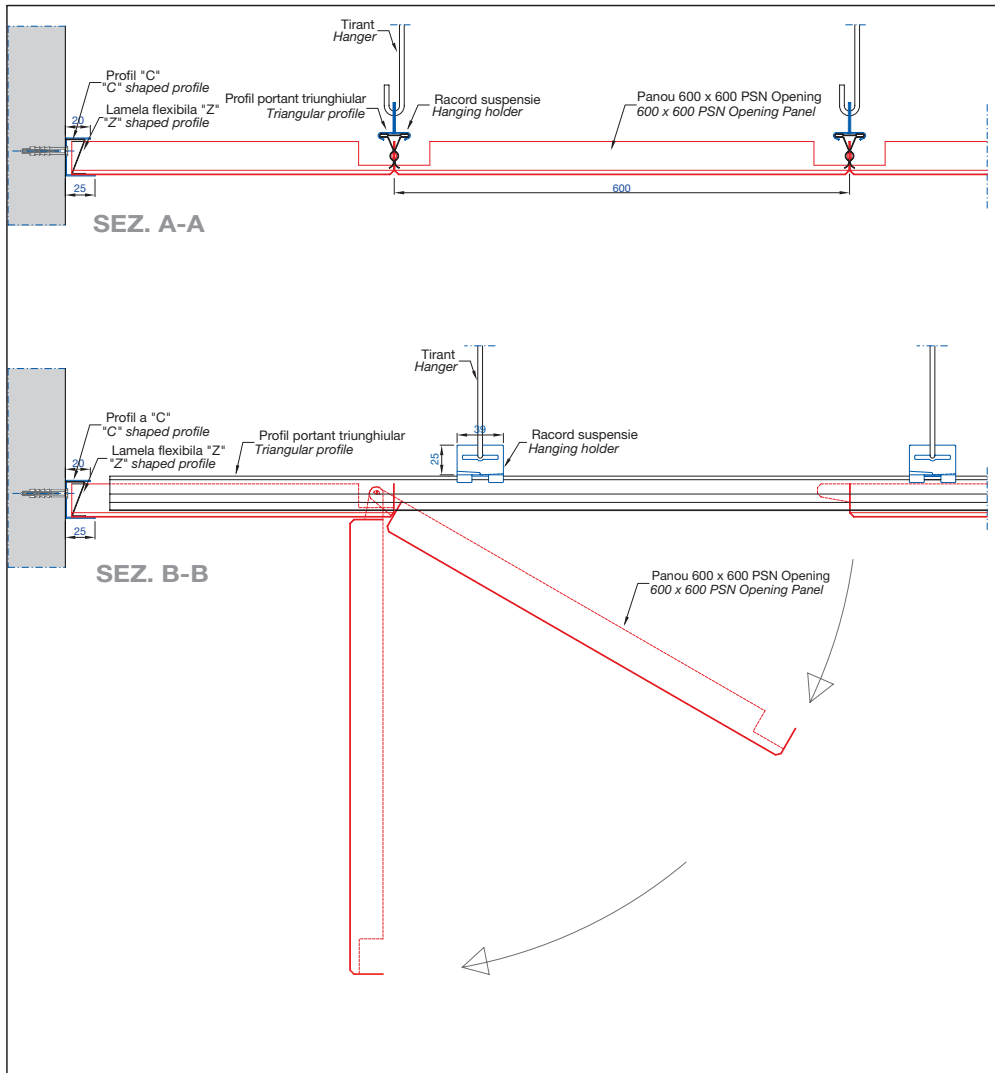 Tirant
Hanger
Profil "C"
"C" shaped profile
Lamela flexibila "Z"
"Z" shaped profile
20
Profil portant triunghiular
Triangular profile
Racord suspensie
Hanging holder
Panou 600 x 600 PSN Opening
600 x 600 PSN Opening Panel
25
600
SEZ. A-A
Tirant
Hanger
Profil a "C"
"C" shaped profile
Lamela flexibila "Z"
"Z" shaped profile
20
Profil portant triunghiular
Triangular profile
39
25
Racord suspensie
Hanging holder
25
SEZ. B-B
Panou 600 x 600 PSN Opening
600 x 600 PSN Opening Panel